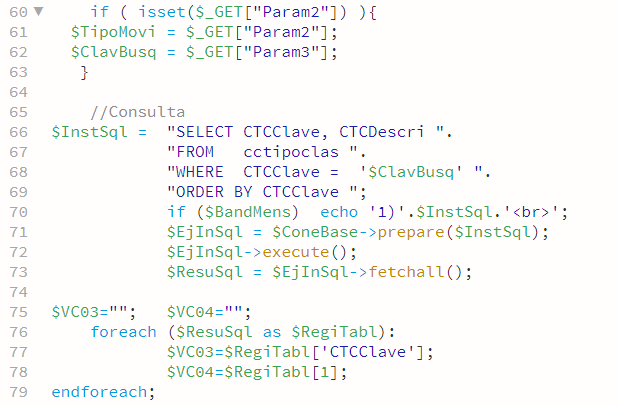 60 ▼ if ( isset($_GET["Param2"]) ){
61 $TipoMovi = $_GET["Param2"];
62 $ClavBusq = $_GET["Param3"];
63 }
64
65 //Consulta
66 $InstSql = "SELECT CTCClave, CTCDescri ".
67 "FROM cctipoclas ".
68 "WHERE CTCClave = '$ClavBusq' ".
69 "ORDER BY CTCClave ";
70 if ($BandMens) echo '1)'.$InstSql.'<br>';
71 $EjInSql = $ConeBase->prepare($InstSql);
72 $EjInSql->execute();
73 $ResuSql = $EjInSql->fetchall();
74
75 $VC03=""; $VC04="";
76 foreach ($ResuSql as $RegiTabl):
77 $VC03=$RegiTabl['CTCClave'];
78 $VC04=$RegiTabl[1];
79 endforeach;